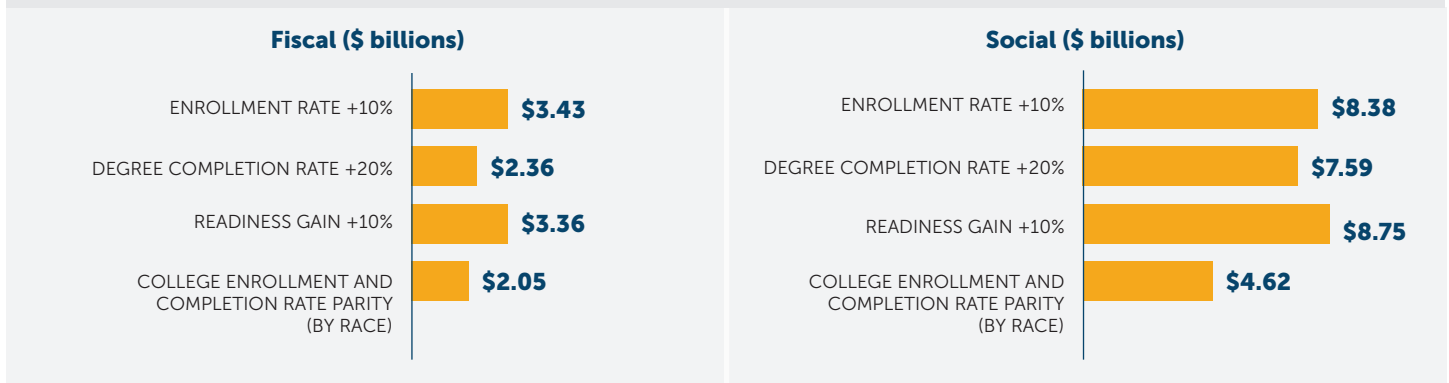 Fiscal ($ billions)
ENROLLMENT RATE +10%
$3.43
DEGREE COMPLETION RATE +20%
$2.36
READINESS GAIN +10%
$3.36
COLLEGE ENROLLMENT AND
COMPLETION RATE PARITY
(BY RACE)
$2.05
Social ($ billions)
ENROLLMENT RATE +10%
$8.38
DEGREE COMPLETION RATE +20%
$7.59
READINESS GAIN +10%
$8.75
COLLEGE ENROLLMENT AND
COMPLETION RATE PARITY
(BY RACE)
$4.62